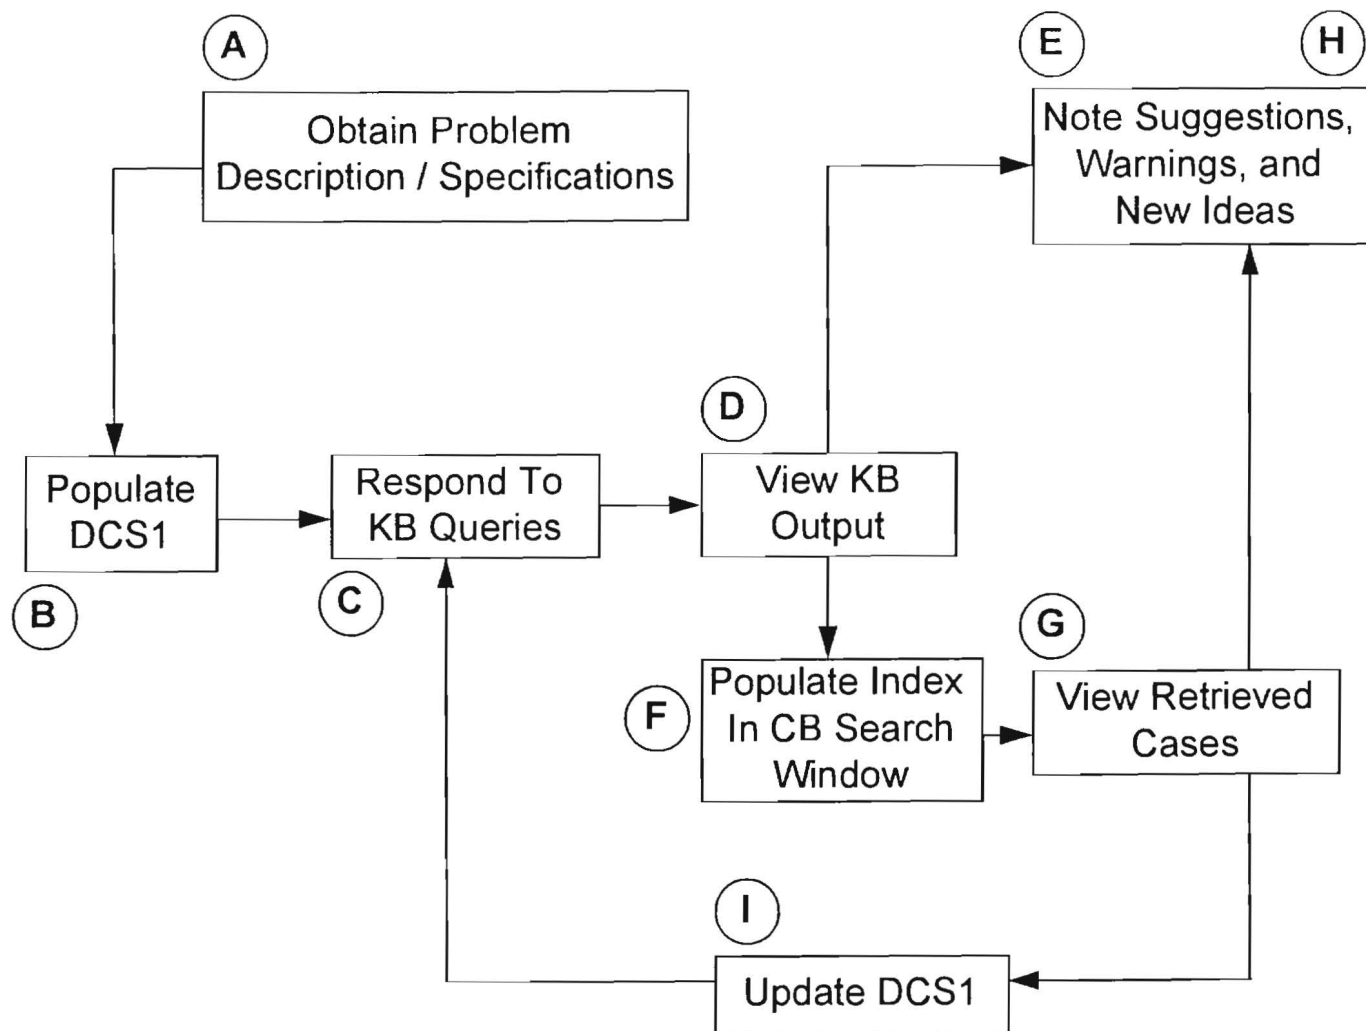 A
Obtain Problem
Description / Specifications
E
H
Note Suggestions,
Warnings, and
New Ideas
D
View KB
Output
Populate
DCS1
B
Respond To
KB Queries
C
G
View Retrieved
Cases
F
Populate Index
In CB Search
Window
I
Update DCS1